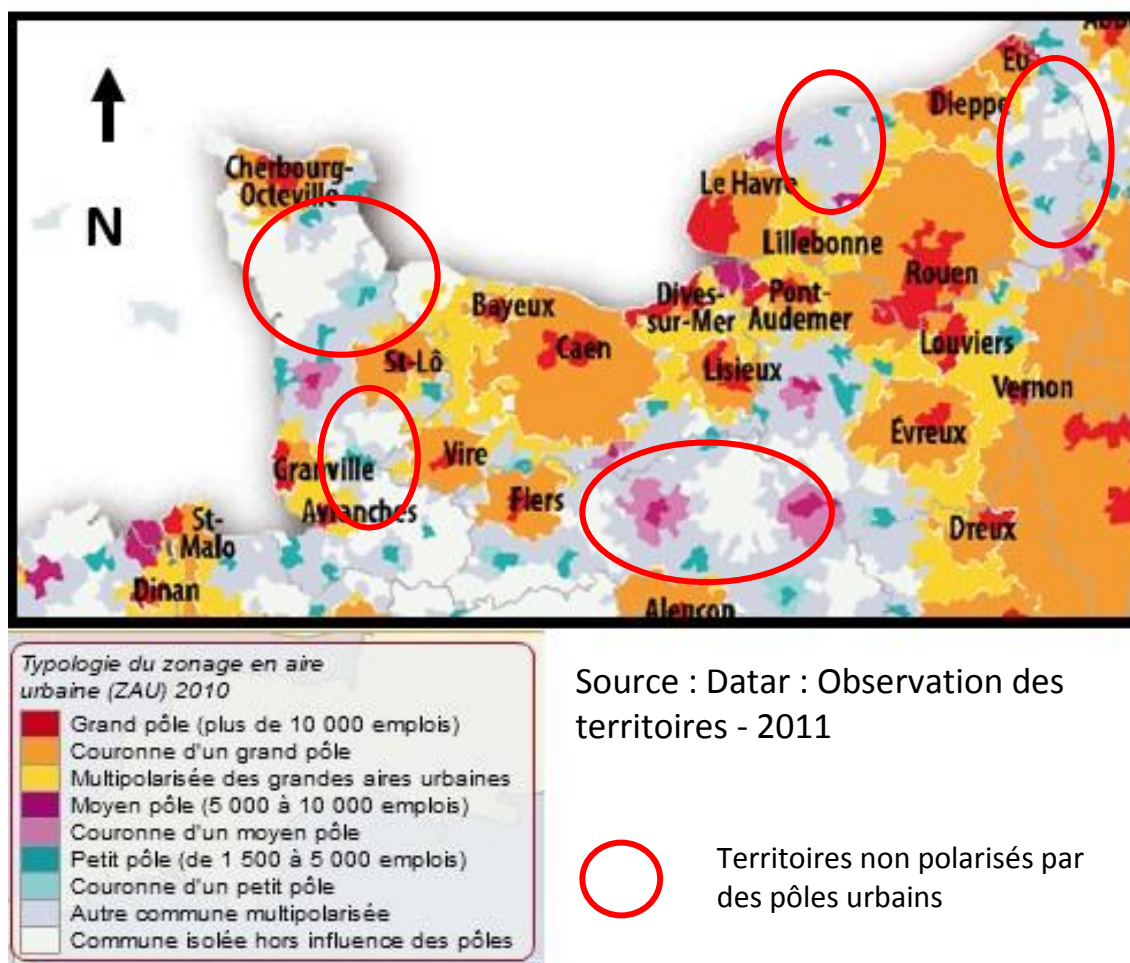 Abb
Eu
Dieppe
Cherbourg-
Octeville
Le Havre
N
Lillebonne
Rouen
Bayeux
Dives-
sur-Mer
Pont-
Audemer
Caen
Louviers
St-Lô
Lisieux
Vernon
Évreux
Vire
Granville
Flers
Avranches
St-
Malo
Dreux
Dinan
Alençon
Typologie du zonage en aire
urbaine (ZAU) 2010
Grand pôle (plus de 10 000 emplois)
Couronne d'un grand pôle
Multipolarisée des grandes aires urbaines
Moyen pôle (5 000 à 10 000 emplois)
Couronne d'un moyen pôle
Petit pôle (de 1 500 à 5 000 emplois)
Couronne d'un petit pôle
Autre commune multipolarisée
Commune isolée hors influence des pôles
Source : Datar : Observation des
territoires - 2011
Territoires non polarisés par
des pôles urbains